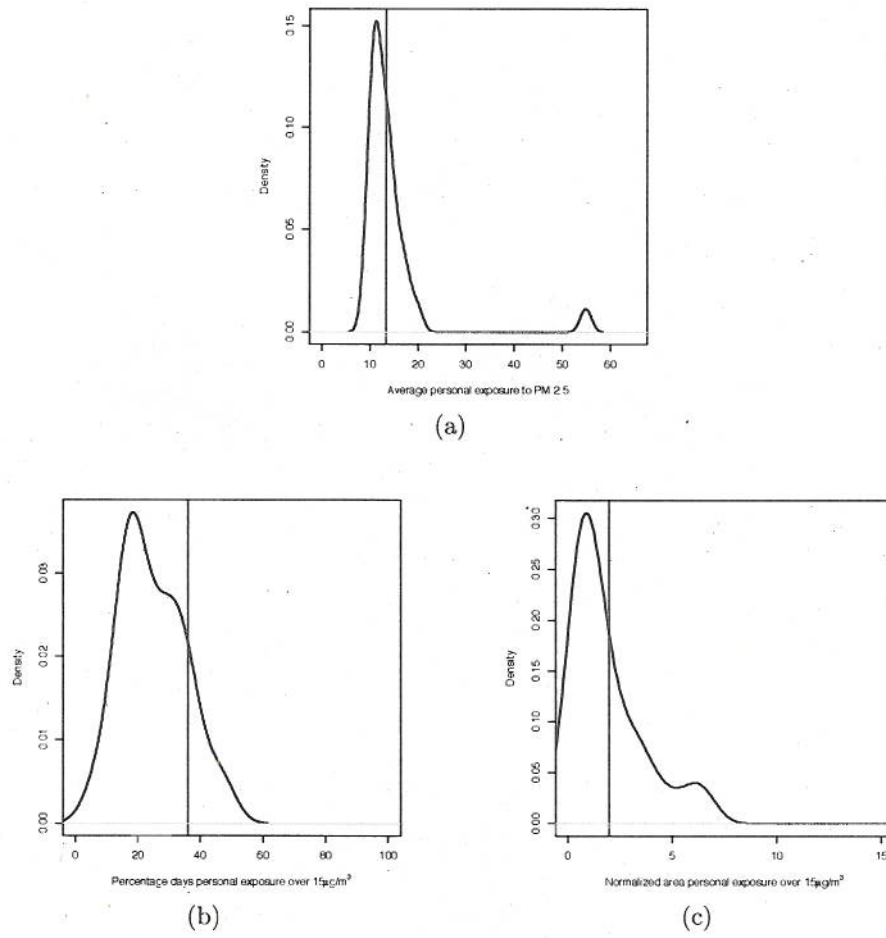 0.15
0.10
Density
0.05
0.00
0 10 20 30 40 50 60
Average personal exposure to PM 2.5
(a)
0.03
0.02
Density
0.01
0.00
0 20 40 60 80 100
Percentage days personal exposure over 15µg/m³
(b)
0.30
0.25
0.20
0.15
Density
0.10
0.05
0.00
0 5 10 15
Normalized area personal exposure over 15µg/m³
(c)